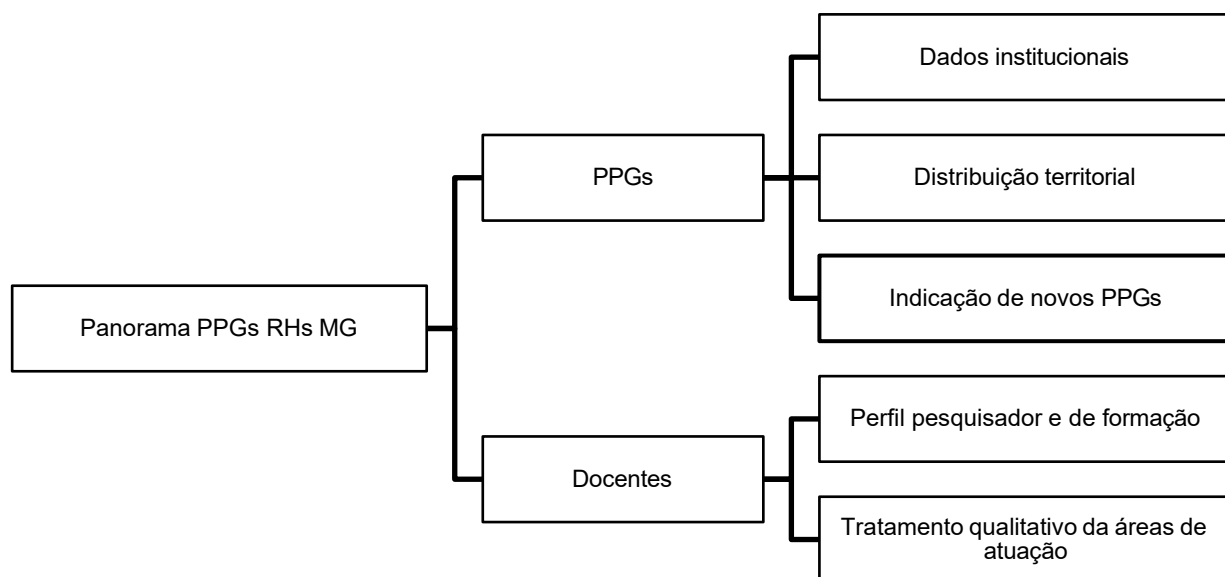 Panorama PPGs RHs MG
PPGs
Dados institucionais
Distribuição territorial
Indicação de novos PPGs
Docentes
Perfil pesquisador e de formação
Tratamento qualitativo da áreas de
atuação